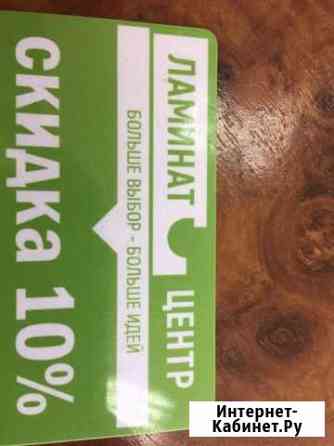 ЛАМИНАТ ЦЕНТР
БОЛЬШЕ ВЫБОР - БОЛЬШЕ ИДЕЙ
СКИДКА 10%
Интернет-
Кабинет.Ру